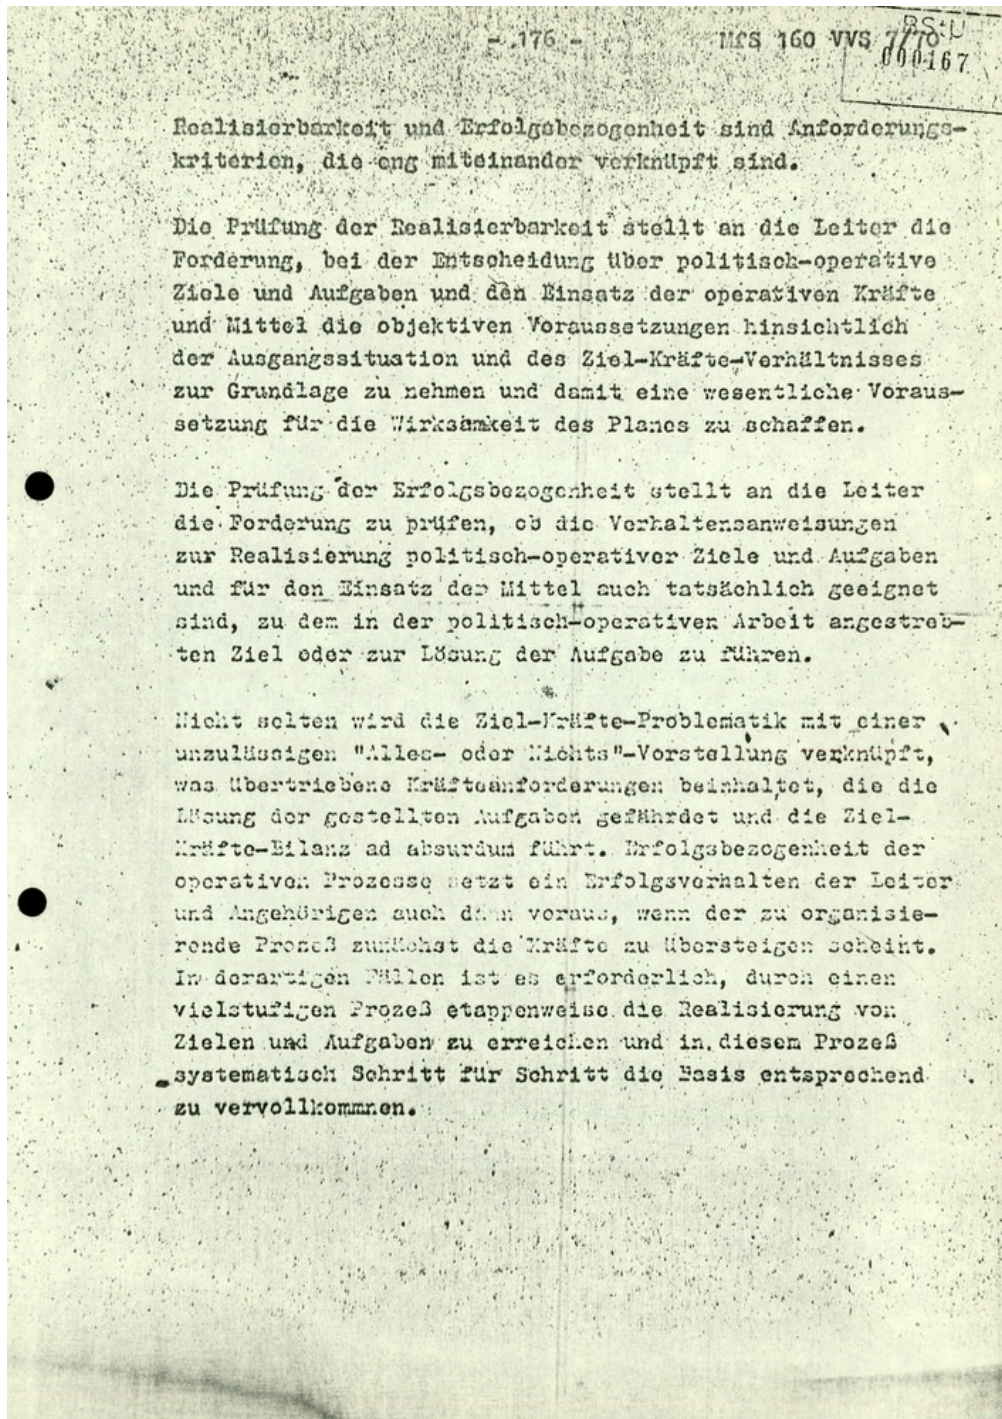 - 176 -
MfS 160 VVS 7/70
BStU
000167
Realisierbarkeit und Erfolgsbezogenheit sind Anforderungs-
kriterien, die eng miteinander verknüpft sind.
Die Prüfung der Realisierbarkeit stellt an die Leiter die
Forderung, bei der Entscheidung über politisch-operative
Ziele und Aufgaben und den Einsatz der operativen Kräfte
und Mittel die objektiven Voraussetzungen hinsichtlich
der Ausgangssituation und des Ziel-Kräfte-Verhältnisses
zur Grundlage zu nehmen und damit eine wesentliche Voraus-
setzung für die Wirksamkeit des Planes zu schaffen.
Die Prüfung der Erfolgsbezogenheit stellt an die Leiter
die Forderung zu prüfen, ob die Verhaltensanweisungen
zur Realisierung politisch-operativer Ziele und Aufgaben
und für den Einsatz der Mittel auch tatsächlich geeignet
sind, zu dem in der politisch-operativen Arbeit angestreb-
ten Ziel oder zur Lösung der Aufgabe zu führen.
Nicht selten wird die Ziel-Kräfte-Problematik mit einer
unzulässigen "Alles- oder Nichts"-Vorstellung verknüpft,
was übertriebene Kräfteanforderungen beinhaltet, die die
Lösung der gestellten Aufgaben gefährdet und die Ziel-
Kräfte-Bilanz ad absurdum führt. Erfolgsbezogenheit der
operativen Prozesse setzt ein Erfolgsverhalten der Leiter
und Angehörigen auch dann voraus, wenn der zu organisie-
rende Prozeß zunächst die Kräfte zu übersteigen scheint.
In derartigen Fällen ist es erforderlich, durch einen
vielstufigen Prozeß etappenweise die Realisierung von
Zielen und Aufgaben zu erreichen und in diesem Prozeß
systematisch Schritt für Schritt die Basis entsprechend
zu vervollkommnen.